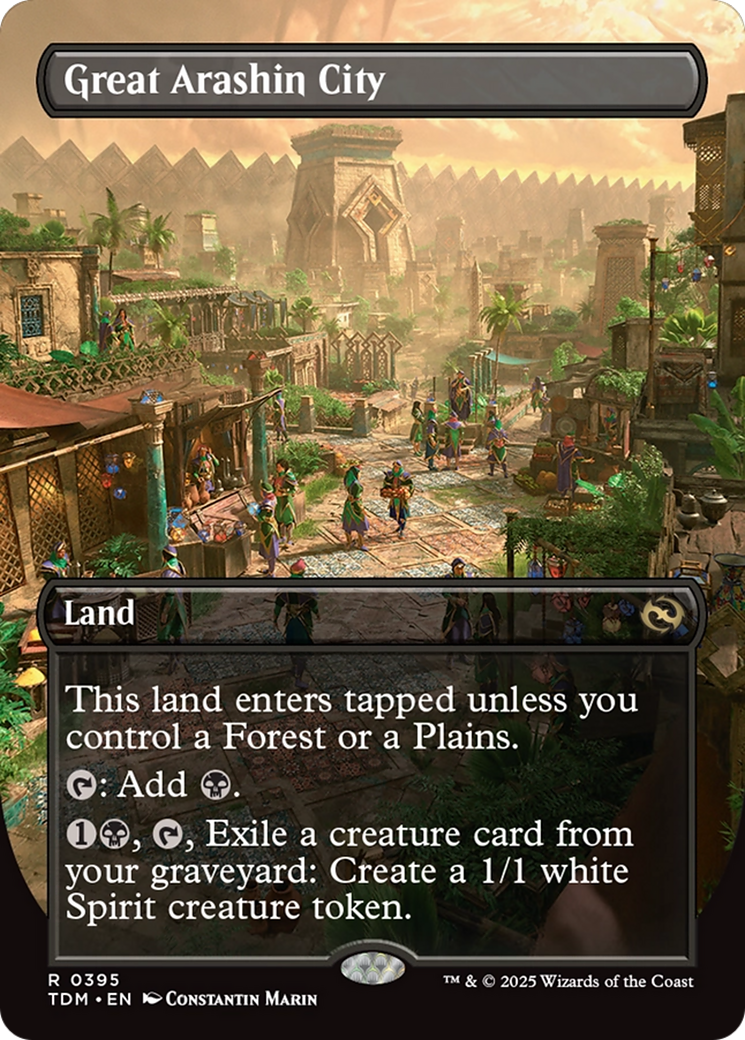 Great Arashin City
Land
This land enters tapped unless you
control a Forest or a Plains.
: Add .
1, , Exile a creature card from
your graveyard: Create a 1/1 white
Spirit creature token.
R 0395
TDM • EN Constantin Marin
™ & © 2025 Wizards of the Coast